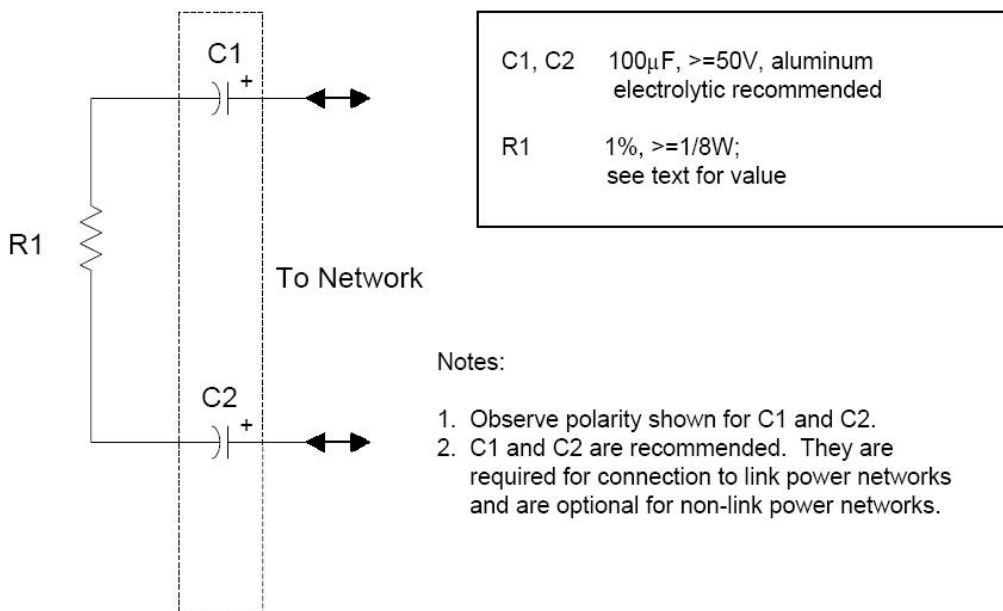 C1
+
R1
To Network
C2
+
C1, C2 100μF, >=50V, aluminum
electrolytic recommended
R1 1%, >=1/8W;
see text for value
Notes:
1. Observe polarity shown for C1 and C2.
2. C1 and C2 are recommended. They are
required for connection to link power networks
and are optional for non-link power networks.